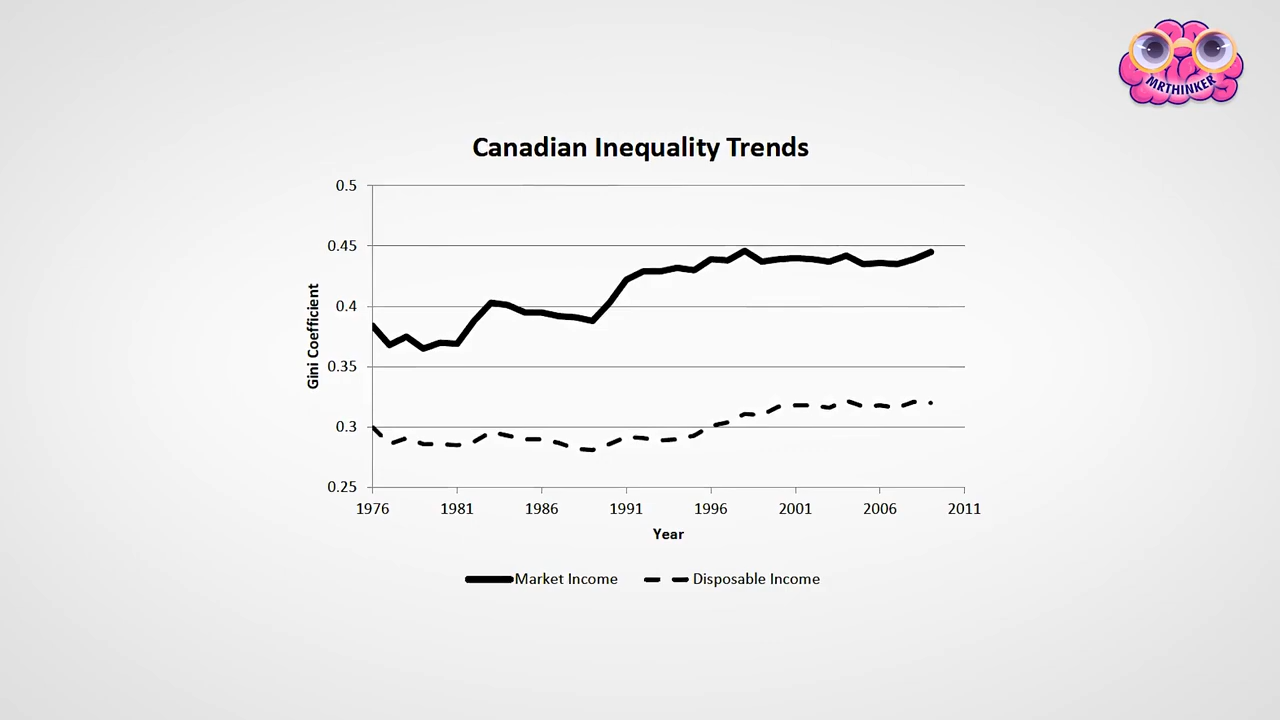 MRTHINKER
Canadian Inequality Trends
0.5
0.45
0.4
0.35
0.3
0.25
Gini Coefficient
1976 1981 1986 1991 1996 2001 2006 2011
Year
Market Income Disposable Income